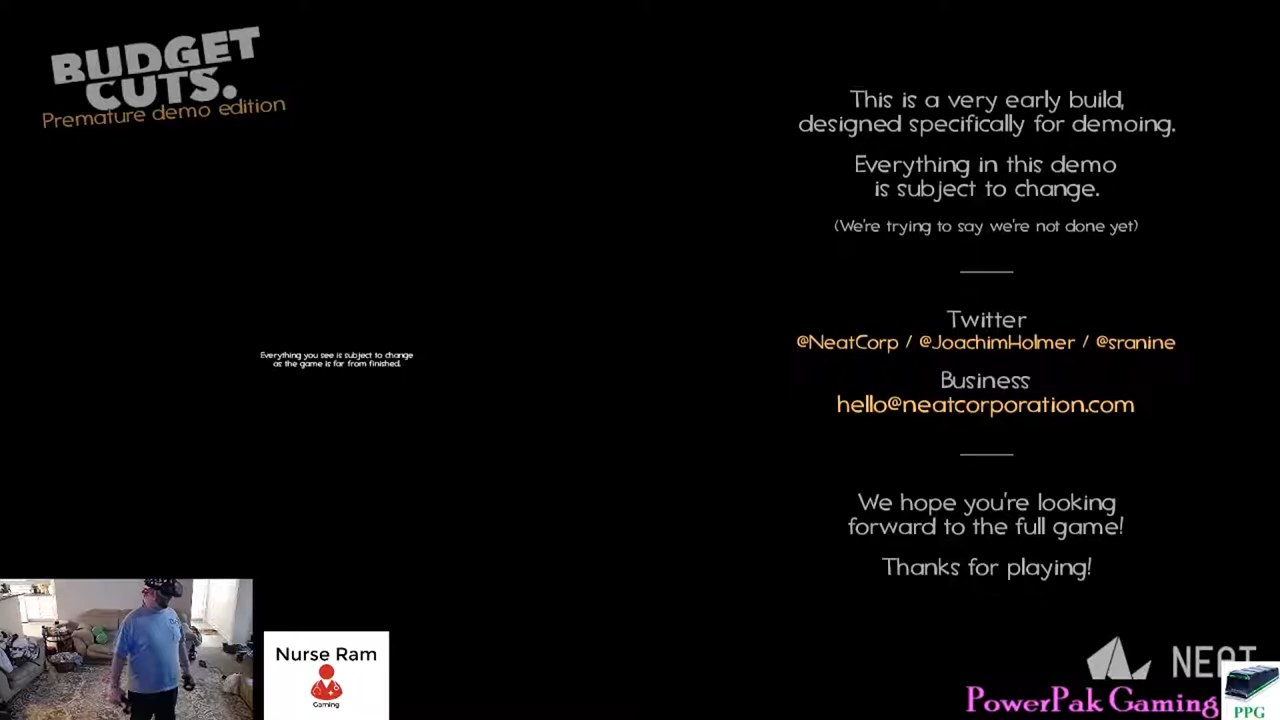 BUDGET
CUTS.
Premature demo edition
This is a very early build,
designed specifically for demoing.
Everything in this demo
is subject to change.
(We're trying to say we're not done yet)
Everything you see is subject to change
as the game is far from finished.
Twitter
@NeatCorp / @JoachimHolmer / @sranine
Business
hello@neatcorporation.com
We hope you're looking
forward to the full game!
Thanks for playing!
Nurse Ram
Gaming
NEAT
PowerPak Gaming
PPG